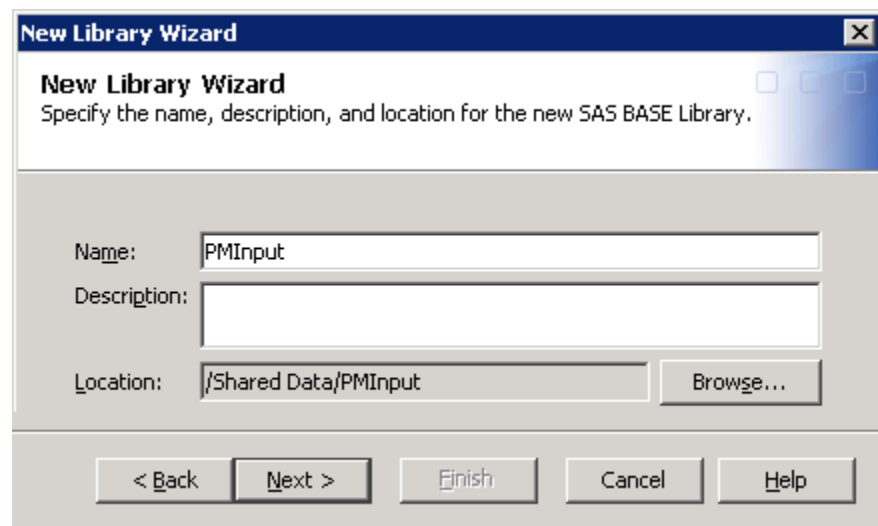 New Library Wizard
New Library Wizard
Specify the name, description, and location for the new SAS BASE Library.
Name: PMInput
Description:
Location: /Shared Data/PMInput Browse...
< Back Next > Finish Cancel Help